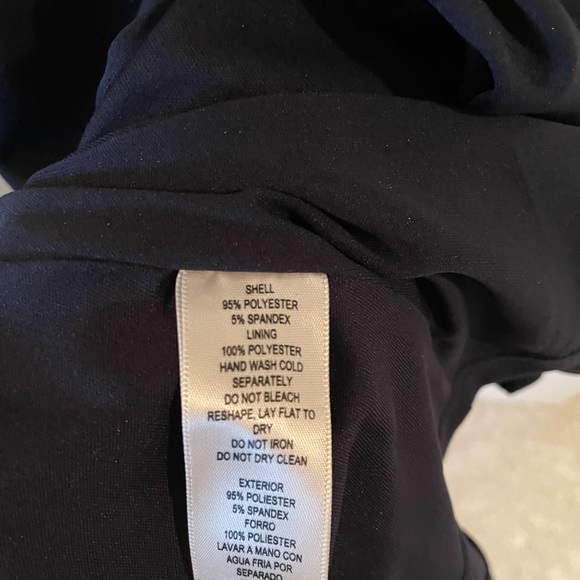 SHELL
95% POLYESTER
5% SPANDEX
LINING
100% POLYESTER
HAND WASH COLD
SEPARATELY
DO NOT BLEACH
RESHAPE, LAY FLAT TO
DRY
DO NOT IRON
DO NOT DRY CLEAN
EXTERIOR
95% POLIESTER
5% SPANDEX
FORRO
100% POLIESTER
LAVAR A MANO CON
AGUA FRIA POR
SEPARADO